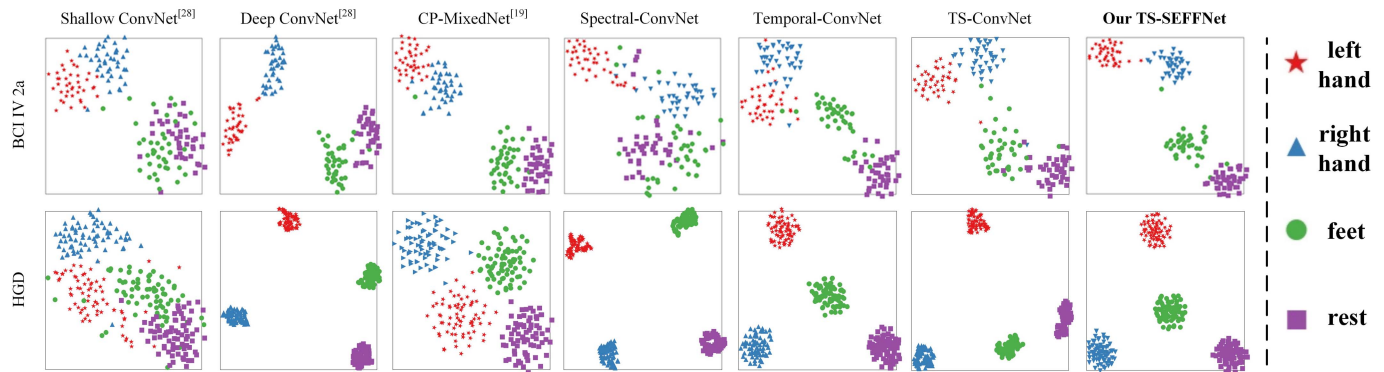 Shallow ConvNet[28] Deep ConvNet[28] CP-MixedNet[19] Spectral-ConvNet Temporal-ConvNet TS-ConvNet Our TS-SEFFNet
BCI IV 2a
HGD
left
hand
right
hand
feet
rest